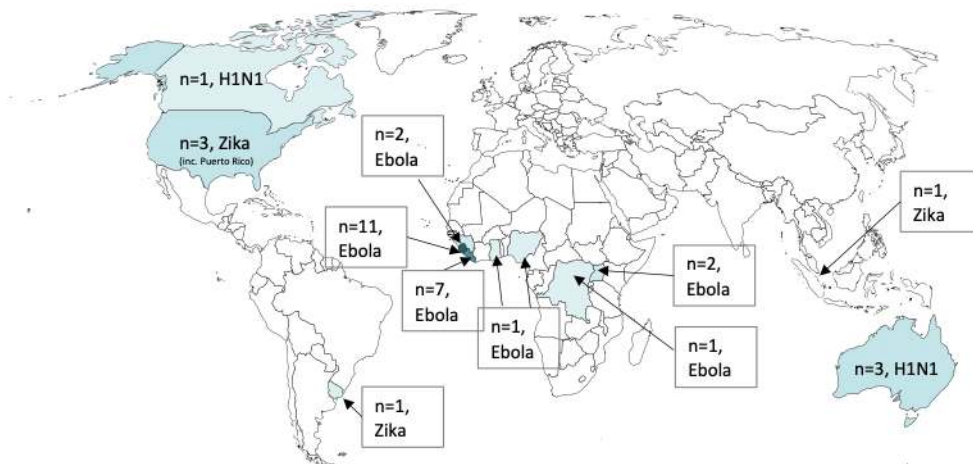 n=1, H1N1
n=3, Zika
(inc. Puerto Rico)
n=2,
Ebola
n=11,
Ebola
n=7,
Ebola
n=1,
Ebola
n=2,
Ebola
n=1,
Ebola
n=1,
Zika
n=3, H1N1
n=1,
Zika